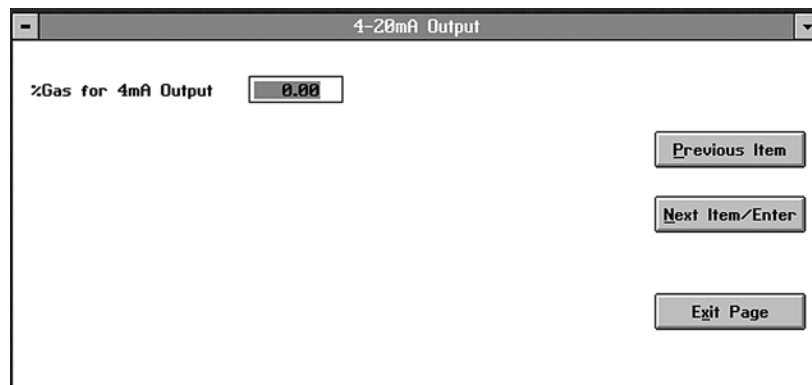 4-20mA Output
%Gas for 4mA Output 0.00
Previous Item
Next Item/Enter
Exit Page